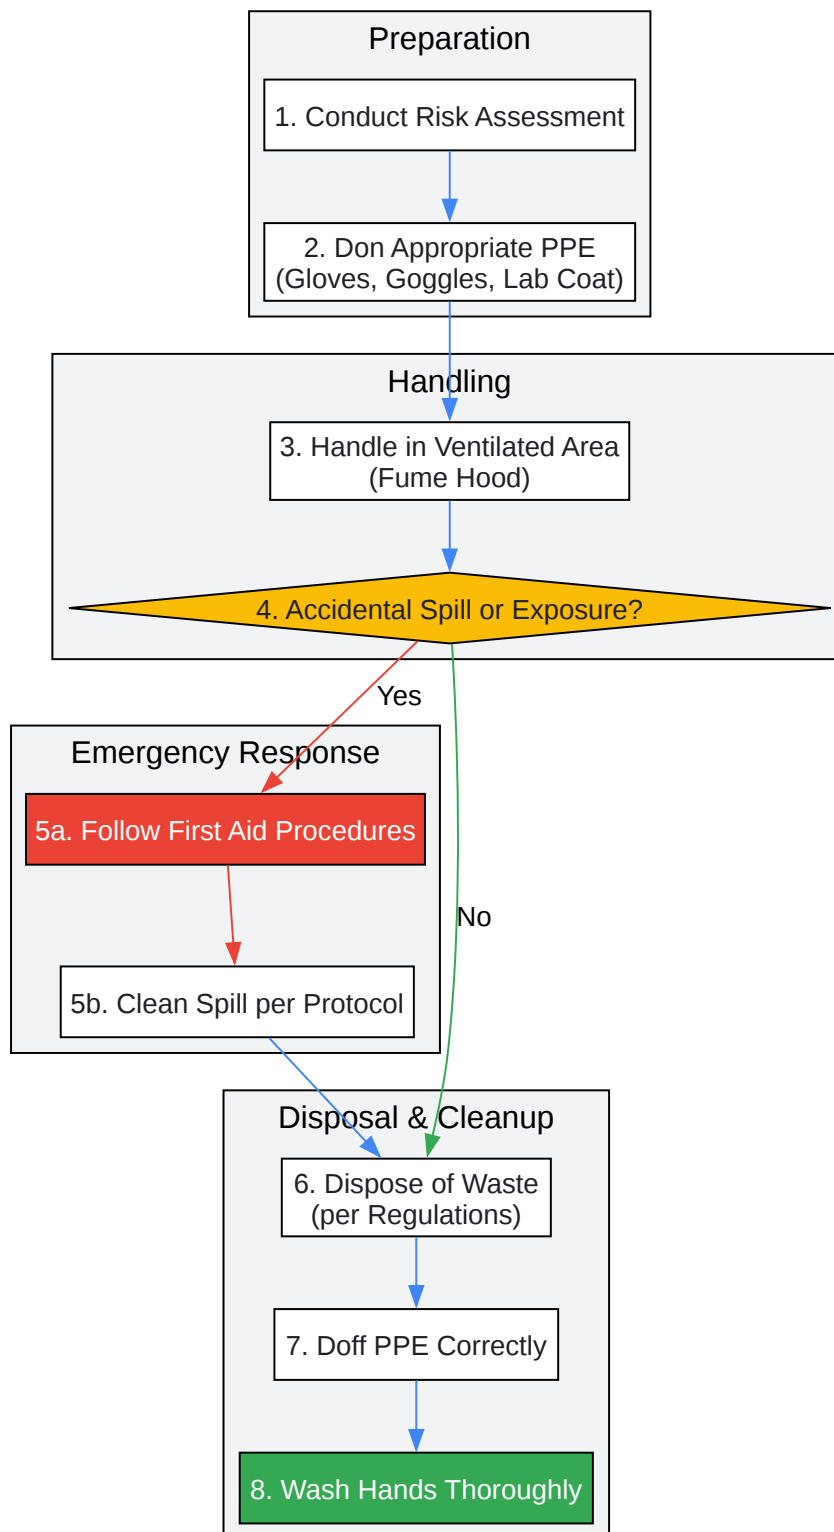 Preparation
1. Conduct Risk Assessment
2. Don Appropriate PPE
(Gloves, Goggles, Lab Coat)
Handling
3. Handle in Ventilated Area
(Fume Hood)
4. Accidental Spill or Exposure?
Yes
Emergency Response
5a. Follow First Aid Procedures
No
5b. Clean Spill per Protocol
Disposal & Cleanup
6. Dispose of Waste
(per Regulations)
7. Doff PPE Correctly
8. Wash Hands Thoroughly